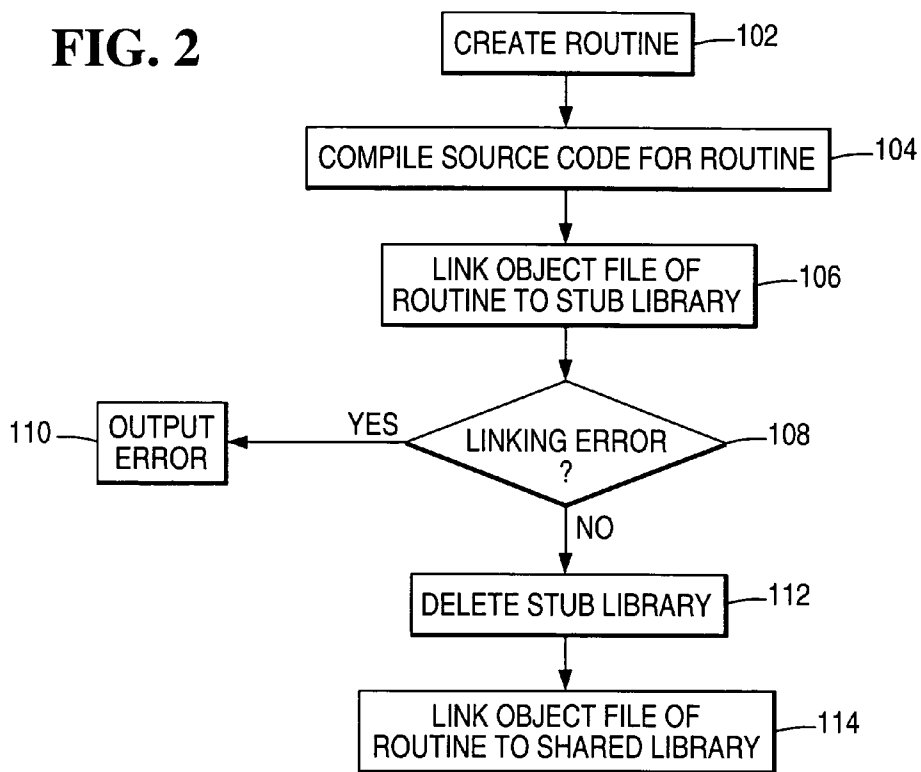 FIG. 2
CREATE ROUTINE
102
COMPILE SOURCE CODE FOR ROUTINE
104
LINK OBJECT FILE OF
ROUTINE TO STUB LIBRARY
106
LINKING ERROR
?
108
YES
OUTPUT
ERROR
110
NO
DELETE STUB LIBRARY
112
LINK OBJECT FILE OF
ROUTINE TO SHARED LIBRARY
114